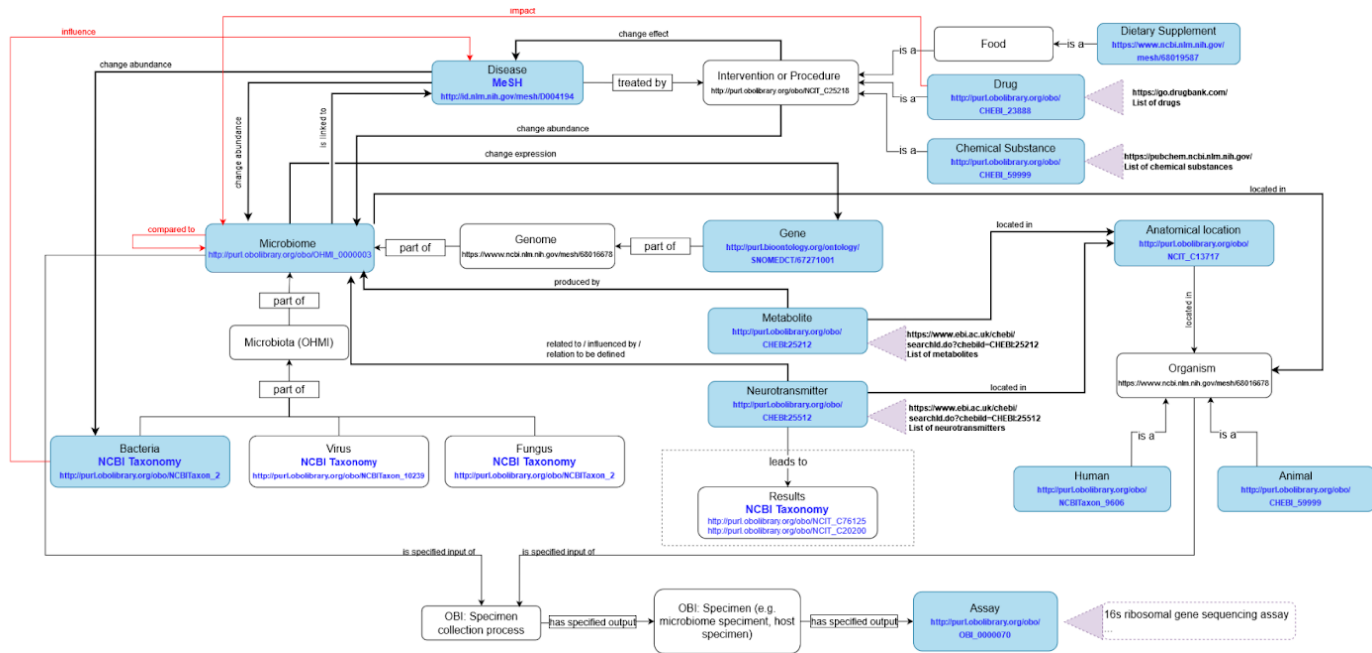 impact
influence
change effect
Food
is a
Dietary Supplement
https://www.ncbi.nlm.nih.gov/
mesh/68019587
is a
change abundance
Disease
MeSH
http://id.nlm.nih.gov/mesh/D004194
treated by
Intervention or Procedure
http://purl.obolibrary.org/obo/NCIT_C25218
is a
Drug
http://purl.obolibrary.org/obo/
CHEBI_23888
https://go.drugbank.com/
List of drugs
change abundance
is linked to
change abundance
is a
Chemical Substance
http://purl.obolibrary.org/obo/
CHEBI_59999
https://pubchem.ncbi.nlm.nih.gov/
List of chemical substances
change expression
located in
compared to
Microbiome
http://purl.obolibrary.org/obo/OHMI_0000003
part of
Genome
https://www.ncbi.nlm.nih.gov/mesh/68016678
part of
Gene
http://purl.bioontology.org/ontology/
SNOMEDCT/67271001
located in
Anatomical location
http://purl.obolibrary.org/obo/
NCIT_C13717
produced by
part of
Metabolite
http://purl.obolibrary.org/obo/
CHEBI:25212
https://www.ebi.ac.uk/chebi/
searchId.do?chebiId=CHEBI:25212
List of metabolites
located in
Microbiota (OHMI)
related to / influenced by /
relation to be defined
Organism
https://www.ncbi.nlm.nih.gov/mesh/68016678
part of
Neurotransmitter
http://purl.obolibrary.org/obo/
CHEBI:25512
located in
https://www.ebi.ac.uk/chebi/
searchId.do?chebiId=CHEBI:25512
List of neurotransmitters
is a
is a
Bacteria
NCBI Taxonomy
http://purl.obolibrary.org/obo/NCBITaxon_2
Virus
NCBI Taxonomy
http://purl.obolibrary.org/obo/NCBITaxon_10239
Fungus
NCBI Taxonomy
http://purl.obolibrary.org/obo/NCBITaxon_2
leads to
Results
NCBI Taxonomy
http://purl.obolibrary.org/obo/NCIT_C76125
http://purl.obolibrary.org/obo/NCIT_C20200
Human
http://purl.obolibrary.org/obo/
NCBITaxon_9606
Animal
http://purl.obolibrary.org/obo/
CHEBI_59999
is specified input of
is specified input of
OBI: Specimen
collection process
has specified output
OBI: Specimen (e.g.
microbiome speciment, host
specimen)
has specified output
Assay
http://purl.obolibrary.org/obo/
OBI_0000070
16s ribosomal gene sequencing assay
...